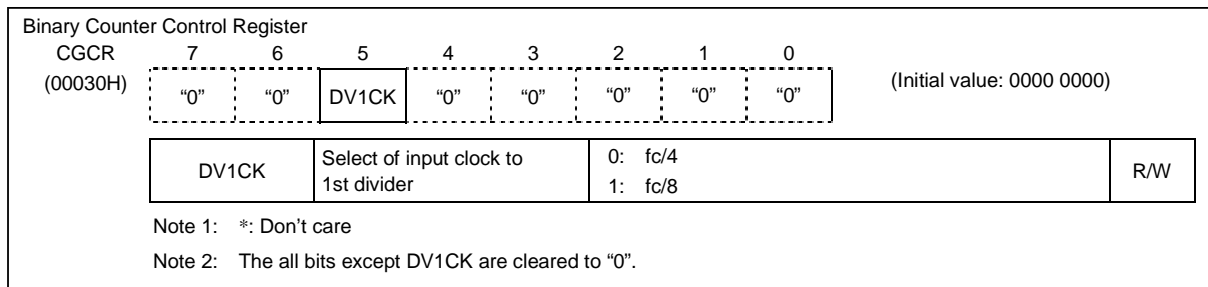 Binary Counter Control Register
CGCR 7 6 5 4 3 2 1 0
(00030H) “0” “0” DV1CK “0” “0” “0” “0” “0” (Initial value: 0000 0000)
DV1CK Select of input clock to 1st divider 0: fc/4 R/W
1: fc/8
Note 1: *: Don’t care
Note 2: The all bits except DV1CK are cleared to “0”.